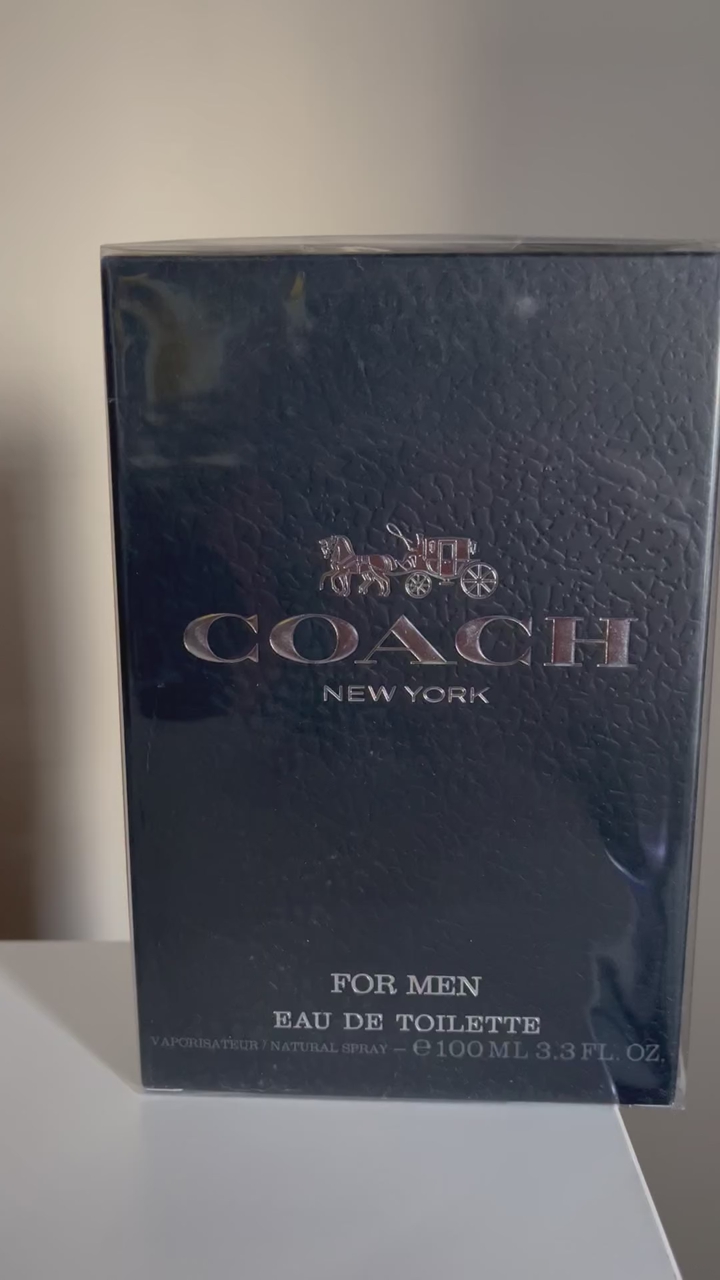 COACH
NEW YORK
FOR MEN
EAU DE TOILETTE
VAPORISATEUR / NATURAL SPRAY – ℮100 ML 3.3 FL. OZ.